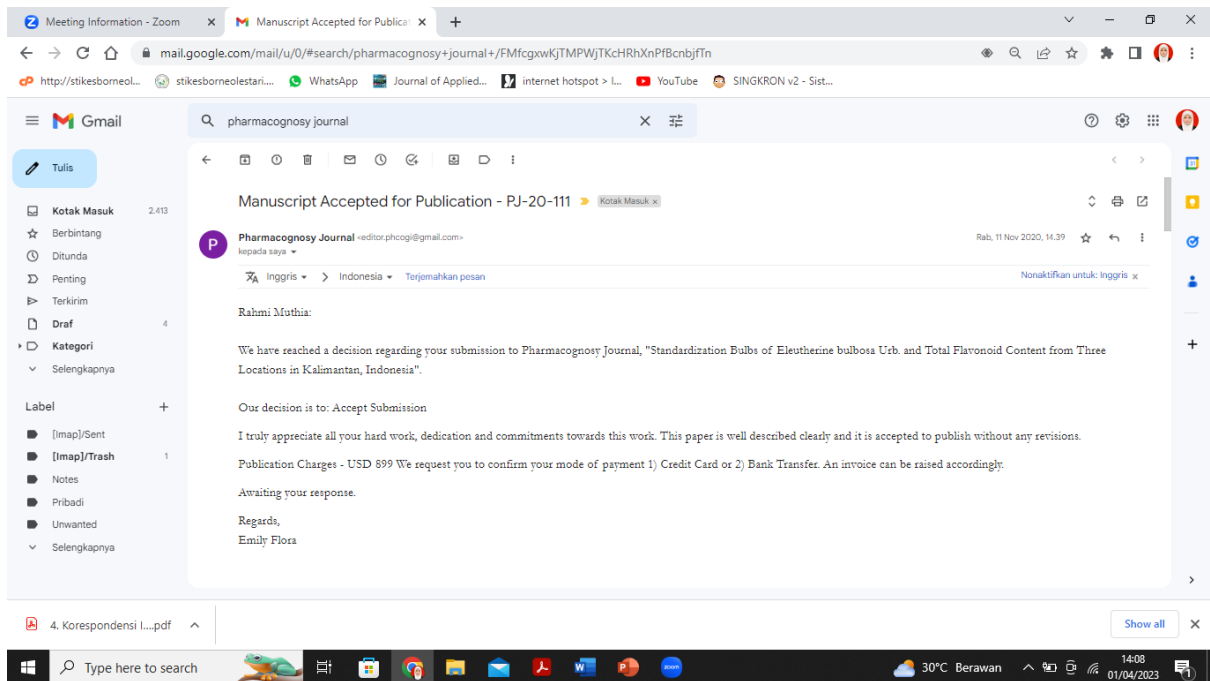 Meeting Information - Zoom
Manuscript Accepted for Publicat
mail.google.com/mail/u/0/#search/pharmacognosy+journal+/FMfcgxwKjTMPWjTKcHRhXnPfBcnbjfTn
http://stikesborneol... stikesborneolestari.... WhatsApp Journal of Applied... internet hotspot > I... YouTube SINGKRON v2 - Sist...
Gmail
pharmacognosy journal
Tulis
Kotak Masuk 2.413
Berbintang
Ditunda
Penting
Terkirim
Draf 4
Kategori
Selengkapnya
Label
[Imap]/Sent
[Imap]/Trash 1
Notes
Pribadi
Unwanted
Selengkapnya
Manuscript Accepted for Publication - PJ-20-111 Kotak Masuk x
P
Pharmacognosy Journal <editor.phcogi@gmail.com> Rab, 11 Nov 2020, 14.39
kepada saya
Inggris > Indonesia Terjemahkan pesan Nonaktifkan untuk: Inggris x
Rahmi Muthia:
We have reached a decision regarding your submission to Pharmacognosy Journal, "Standardization Bulbs of Eleutherine bulbosa Urb. and Total Flavonoid Content from Three
Locations in Kalimantan, Indonesia".
Our decision is to: Accept Submission
I truly appreciate all your hard work, dedication and commitments towards this work. This paper is well described clearly and it is accepted to publish without any revisions.
Publication Charges - USD 899 We request you to confirm your mode of payment 1) Credit Card or 2) Bank Transfer. An invoice can be raised accordingly.
Awaiting your response.
Regards,
Emily Flora
4. Korespondensi I....pdf
Show all
Type here to search
zoom
30°C Berawan
14:08
01/04/2023